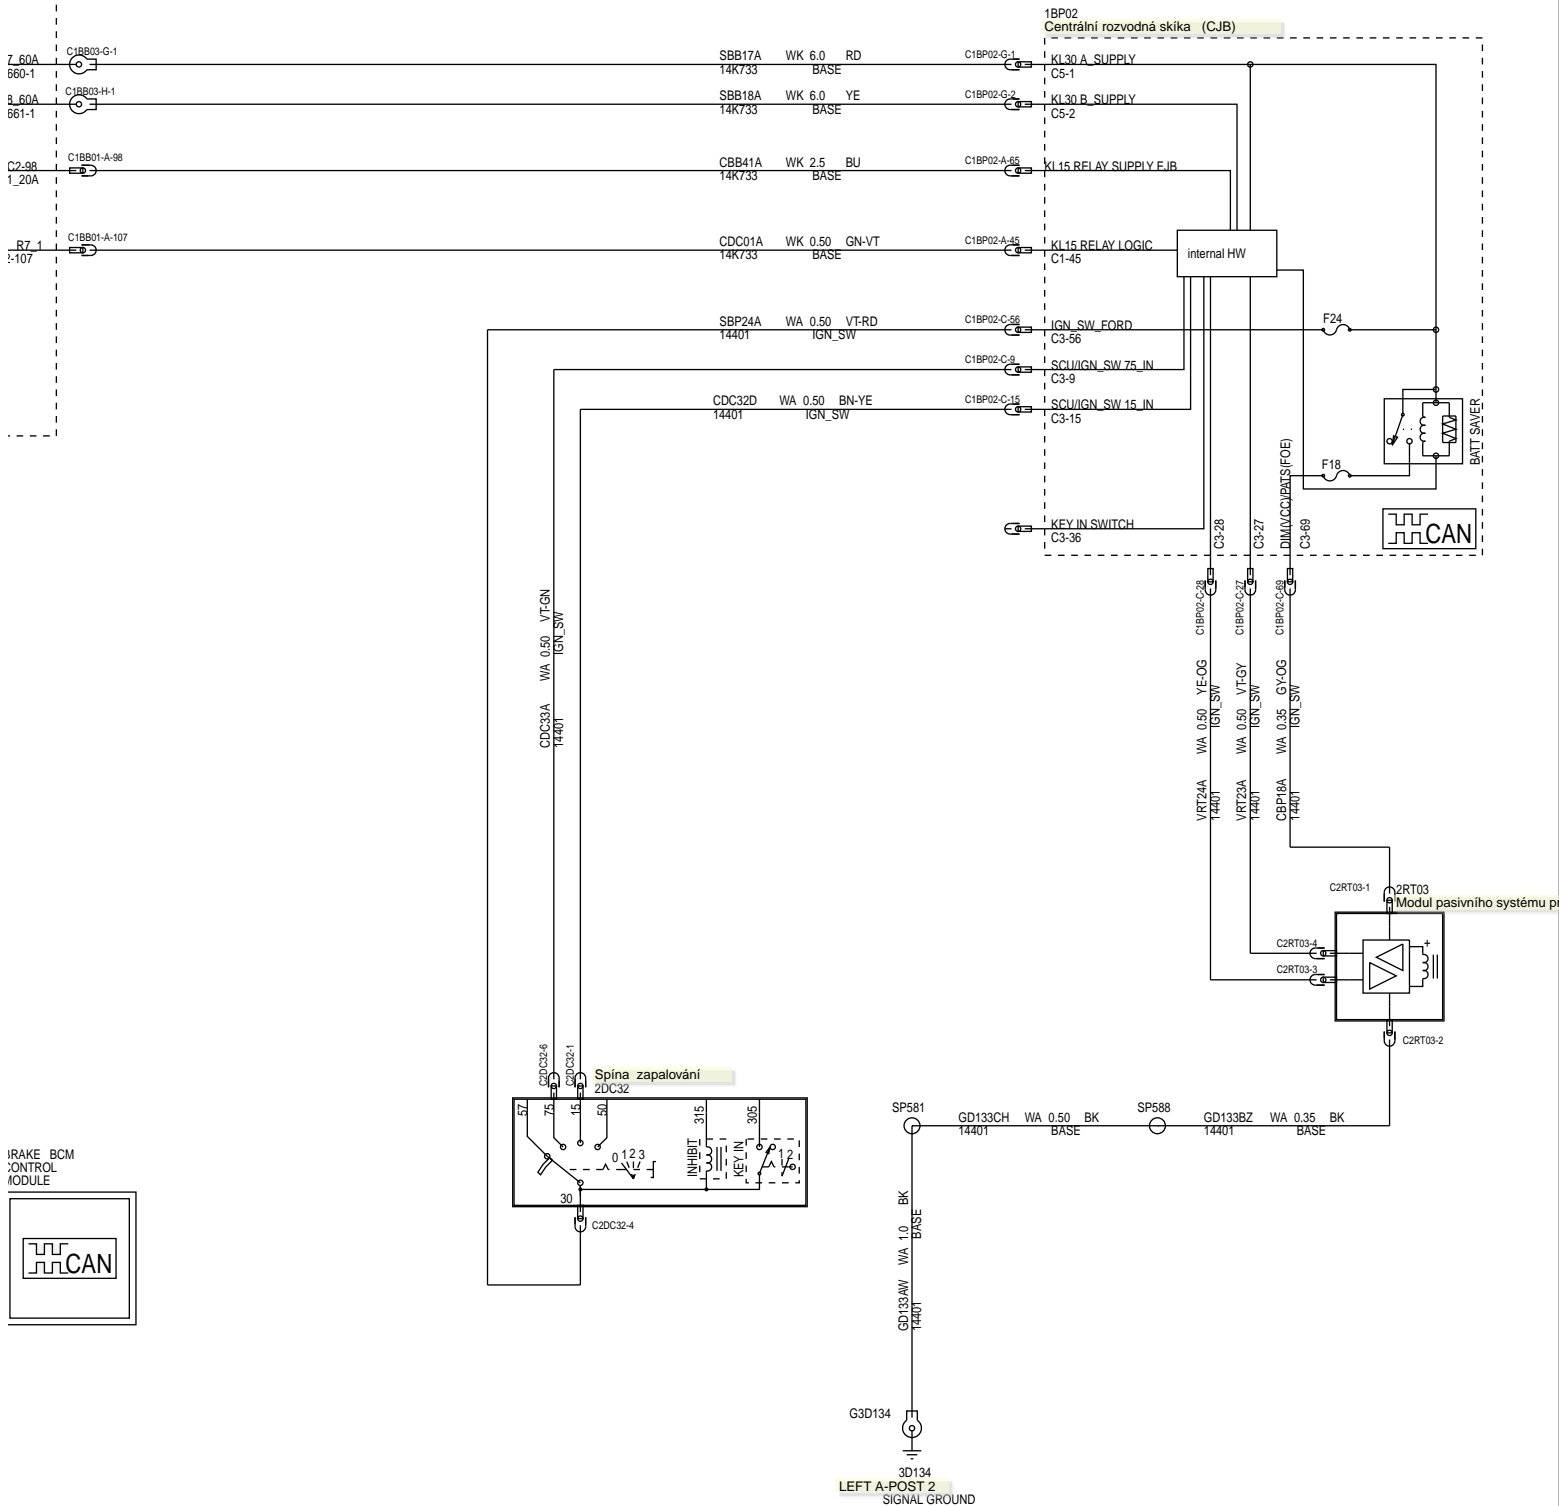 1BP02
Centrální rozvodná skíka (CJB)
7_60A
660-1
C1BB03-G-1
SBB17A WK 6.0 RD
14K733 BASE
C1BP02-G-1
KL30 A_SUPPLY
C5-1
8_60A
661-1
C1BB03-H-1
SBB18A WK 6.0 YE
14K733 BASE
C1BP02-G-2
KL30 B_SUPPLY
C5-2
C2-98
1_20A
C1BB01-A-98
CBB41A WK 2.5 BU
14K733 BASE
C1BP02-A-65
KL15 RELAY SUPPLY EJB
R7_1
2-107
C1BB01-A-107
CDC01A WK 0.50 GN-VT
14K733 BASE
C1BP02-A-45
KL15 RELAY LOGIC
C1-45
internal HW
SBP24A WA 0.50 VT-RD
14401 IGN_SW
C1BP02-C-56
IGN_SW_FORD
C3-56
F24
C1BP02-C-9
SCU/IGN_SW 75_IN
C3-9
CDC32D WA 0.50 BN-YE
14401 IGN_SW
C1BP02-C-15
SCU/IGN_SW 15_IN
C3-15
BATT SAVER
F18
KEY IN SWITCH
C3-36
C3-28
C3-27
DIM(VCC)/PATS(FOE)
C3-69
CAN
C1BP02-C-28
C1BP02-C-27
C1BP02-C-69
CDC33A WA 0.50 VT-GN
14401 IGN_SW
VRT24A WA 0.50 YE-OG
14401 IGN_SW
VRT23A WA 0.50 VT-GY
14401 IGN_SW
CBP18A WA 0.35 GY-OG
14401 IGN_SW
C2RT03-1
2RT03
Modul pasivního systému pr
C2RT03-4
C2RT03-3
+
C2RT03-2
C2DC32-6
C2DC32-1
Spína zapalování
2DC32
57
75
15
50
315
305
0 1 2 3
INHIBIT
KEY IN
1 2
30
C2DC32-4
SP581
GD133CH WA 0.50 BK
14401 BASE
SP588
GD133BZ WA 0.35 BK
14401 BASE
BRAKE BCM
CONTROL
MODULE
CAN
GD133AW WA 1.0 BK
14401 BASE
G3D134
3D134
LEFT A-POST 2
SIGNAL GROUND